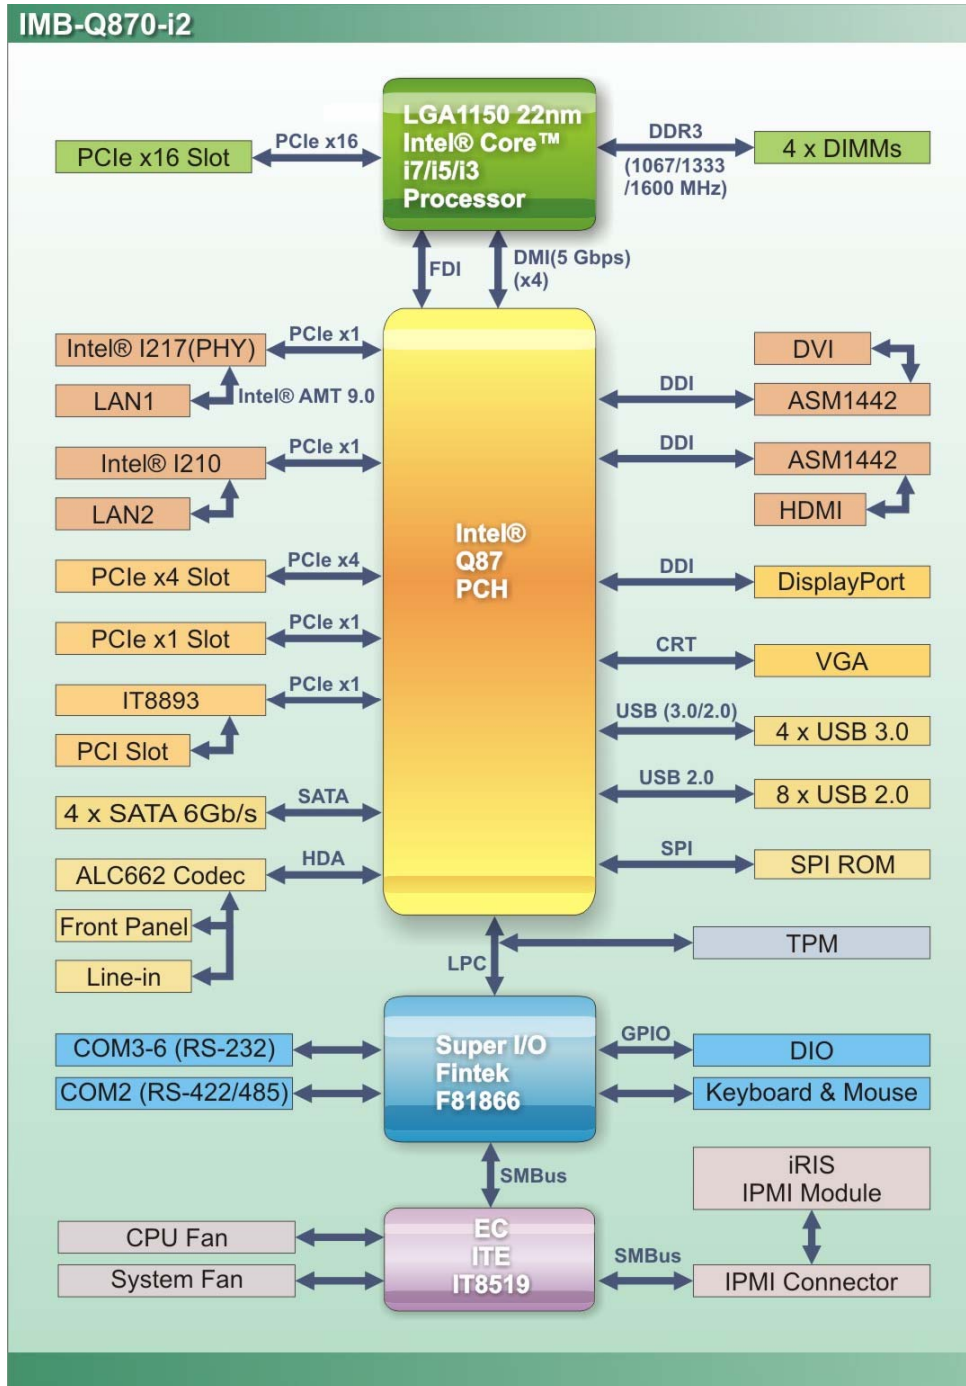 IMB-Q870-i2
LGA1150 22nm
Intel® Core™
i7/i5/i3
Processor
PCIe x16 Slot
PCIe x16
DDR3
(1067/1333
/1600 MHz)
4 x DIMMs
FDI
DMI(5 Gbps)
(x4)
Intel® I217(PHY)
PCIe x1
LAN1
Intel® AMT 9.0
Intel® I210
PCIe x1
LAN2
PCIe x4 Slot
PCIe x4
PCIe x1 Slot
PCIe x1
IT8893
PCIe x1
PCI Slot
4 x SATA 6Gb/s
SATA
ALC662 Codec
HDA
Front Panel
Line-in
Intel®
Q87
PCH
DVI
DDI
ASM1442
DDI
ASM1442
HDMI
DDI
DisplayPort
CRT
VGA
USB (3.0/2.0)
4 x USB 3.0
USB 2.0
8 x USB 2.0
SPI
SPI ROM
LPC
TPM
COM3-6 (RS-232)
COM2 (RS-422/485)
Super I/O
Fintek
F81866
GPIO
DIO
Keyboard & Mouse
SMBus
iRIS
IPMI Module
CPU Fan
System Fan
EC
ITE
IT8519
SMBus
IPMI Connector